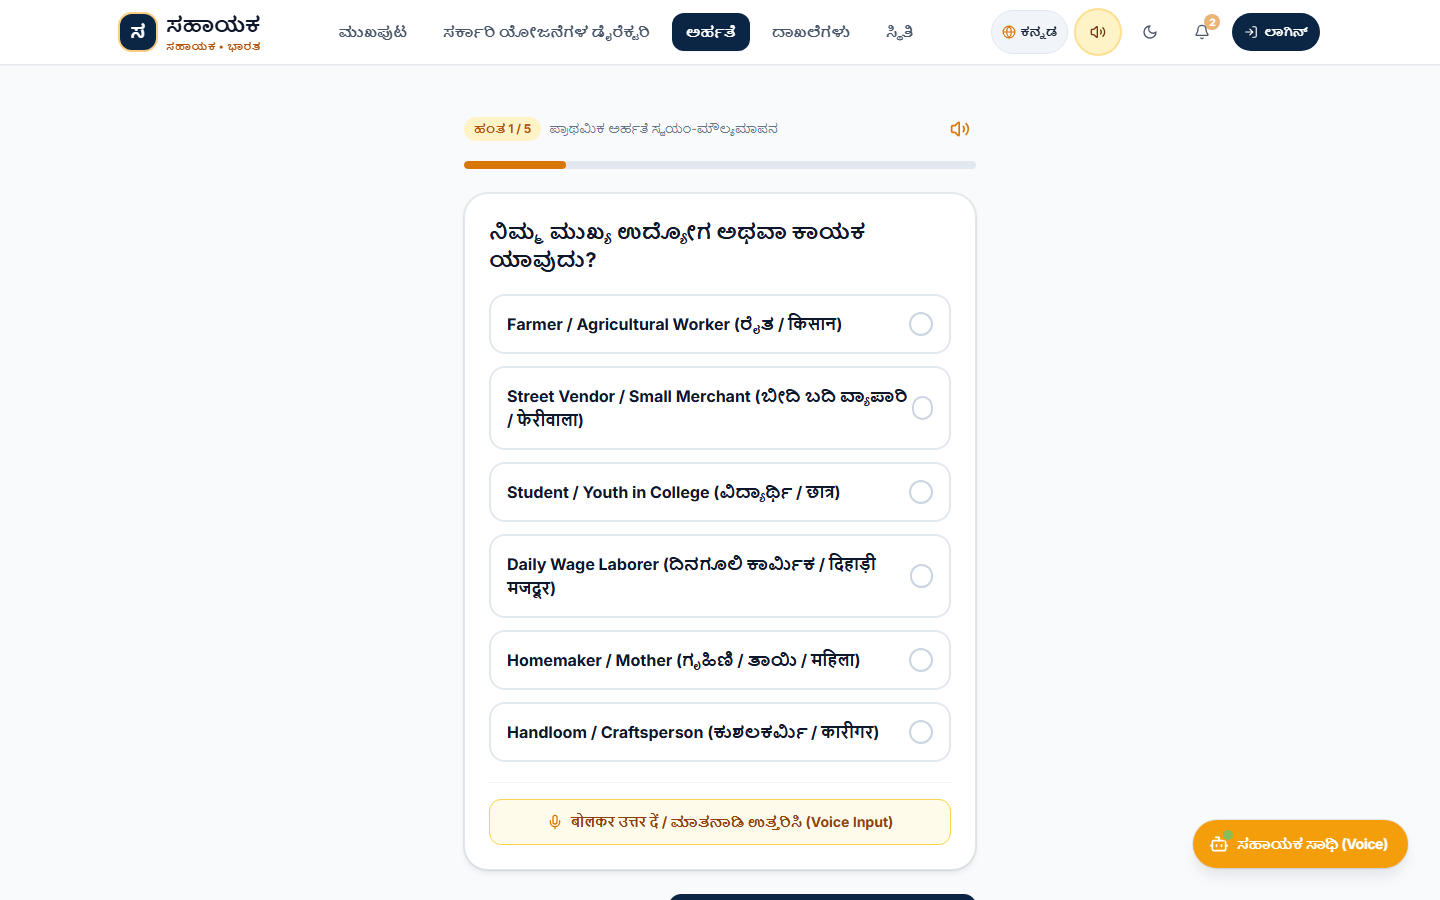 ಸ
ಸಹಾಯಕ
ಸಹಾಯಕ • ಭಾರತ
ಮುಖಪುಟ
ಸರ್ಕಾರಿ ಯೋಜನೆಗಳ ಡೈರೆಕ್ಟರಿ
ಅರ್ಹತೆ
ದಾಖಲೆಗಳು
ಸ್ಥಿತಿ
ಕನ್ನಡ
2
ಲಾಗಿನ್
ಹಂತ 1 / 5
ಪ್ರಾಥಮಿಕ ಅರ್ಹತೆ ಸ್ವಯಂ-ಮೌಲ್ಯಮಾಪನ
ನಿಮ್ಮ ಮುಖ್ಯ ಉದ್ಯೋಗ ಅಥವಾ ಕಾಯಕ
ಯಾವುದು?
Farmer / Agricultural Worker (ರೈತ / किसान)
Street Vendor / Small Merchant (ಬೀದಿ ಬದಿ ವ್ಯಾಪಾರಿ
/ फेरीवाला)
Student / Youth in College (ವಿದ್ಯಾರ್ಥಿ / छात्र)
Daily Wage Laborer (ದಿನಗೂಲಿ ಕಾರ್ಮಿಕ / दिहाड़ी
मजदूर)
Homemaker / Mother (ಗೃಹಿಣಿ / ತಾಯಿ / महिला)
Handloom / Craftsperson (ಕುಶಲಕರ್ಮಿ / कारीगर)
बोलकर उत्तर दें / ಮಾತನಾಡಿ ಉತ್ತರಿಸಿ (Voice Input)
ಸಹಾಯಕ ಸಾಥಿ (Voice)